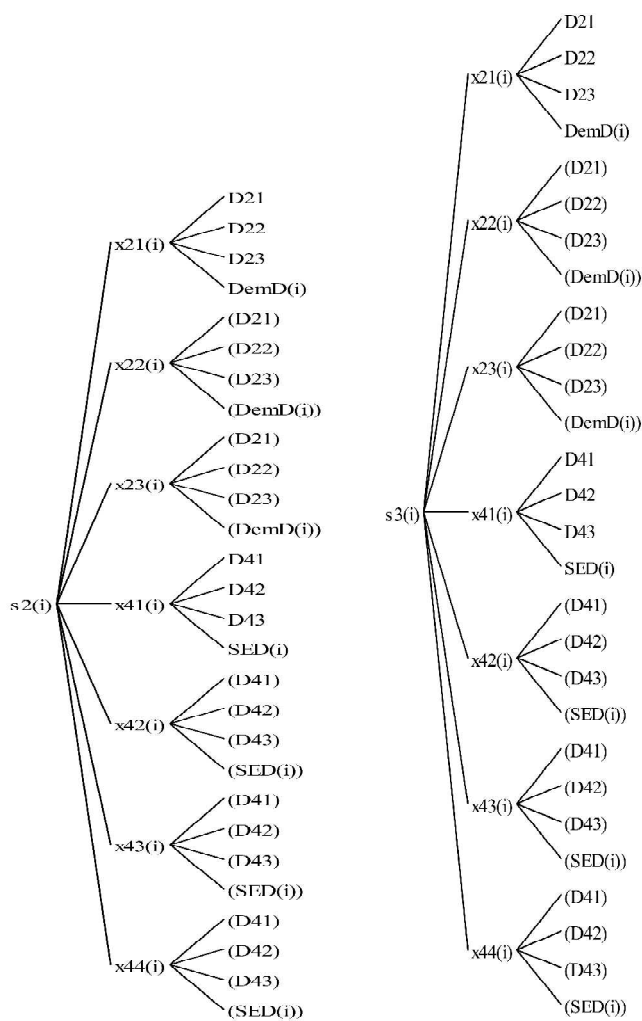 s2(i)
x21(i)
D21
D22
D23
DemD(i)
x22(i)
(D21)
(D22)
(D23)
(DemD(i))
x23(i)
(D21)
(D22)
(D23)
(DemD(i))
x41(i)
D41
D42
D43
SED(i)
x42(i)
(D41)
(D42)
(D43)
(SED(i))
x43(i)
(D41)
(D42)
(D43)
(SED(i))
x44(i)
(D41)
(D42)
(D43)
(SED(i))
s3(i)
x21(i)
D21
D22
D23
DemD(i)
x22(i)
(D21)
(D22)
(D23)
(DemD(i))
x23(i)
(D21)
(D22)
(D23)
(DemD(i))
x41(i)
D41
D42
D43
SED(i)
x42(i)
(D41)
(D42)
(D43)
(SED(i))
x43(i)
(D41)
(D42)
(D43)
(SED(i))
x44(i)
(D41)
(D42)
(D43)
(SED(i))